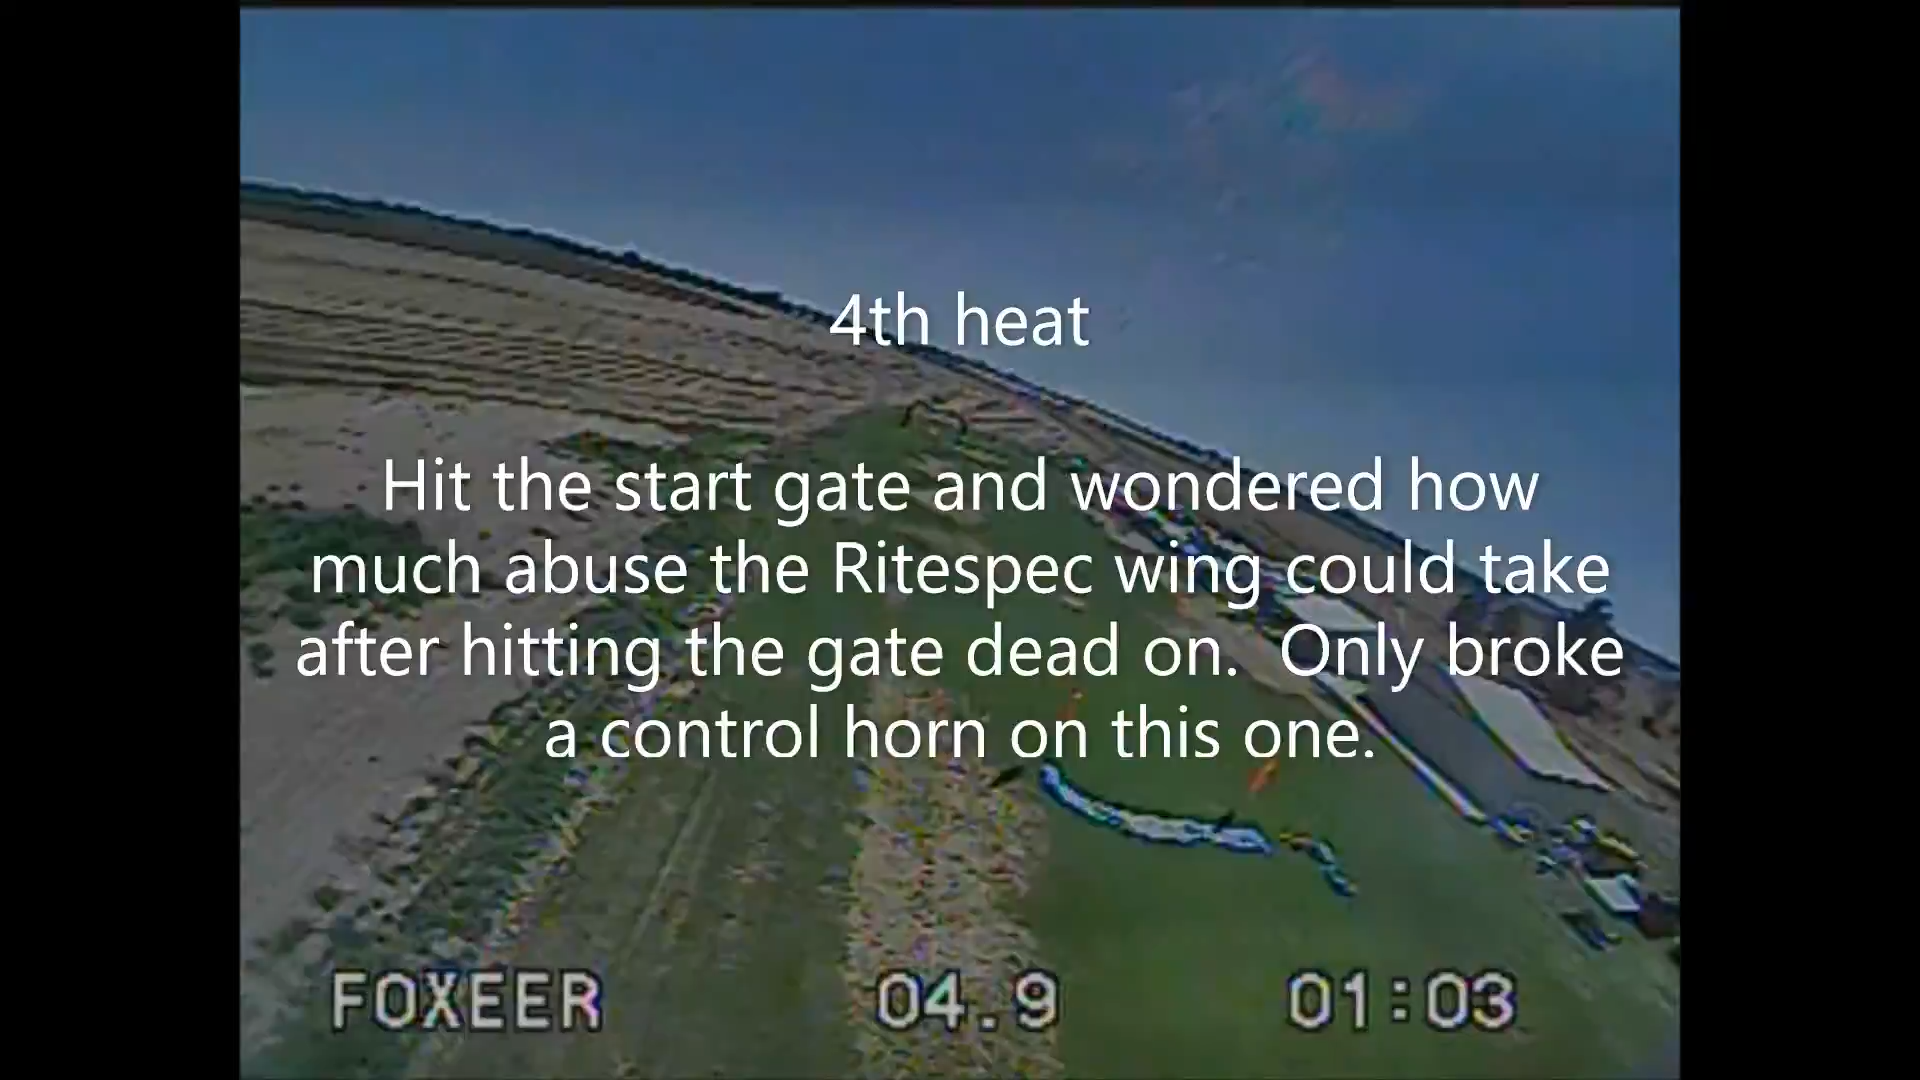 4th heat
Hit the start gate and wondered how
much abuse the Ritespec wing could take
after hitting the gate dead on.  Only broke
a control horn on this one.
FOXEER 04.9 01:03